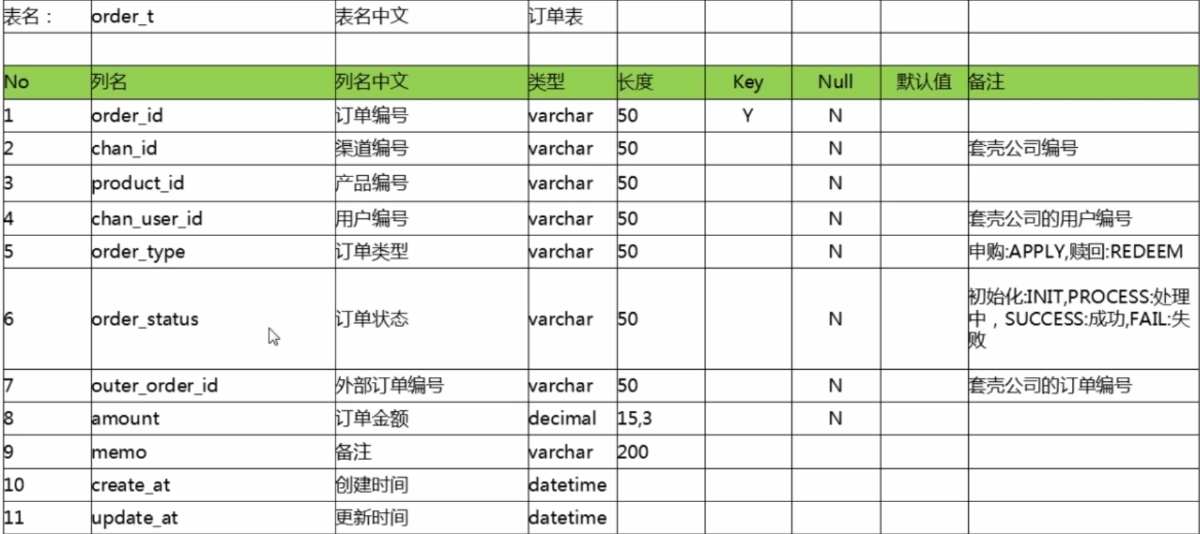 表名： order_t 表名中文 订单表
No 列名 列名中文 类型 长度 Key Null 默认值 备注
1 order_id 订单编号 varchar 50 Y N
2 chan_id 渠道编号 varchar 50 N 套壳公司编号
3 product_id 产品编号 varchar 50 N
4 chan_user_id 用户编号 varchar 50 N 套壳公司的用户编号
5 order_type 订单类型 varchar 50 N 申购:APPLY,赎回:REDEEM
6 order_status 订单状态 varchar 50 N 初始化:INIT,PROCESS:处理
中，SUCCESS:成功,FAIL:失
败
7 outer_order_id 外部订单编号 varchar 50 N 套壳公司的订单编号
8 amount 订单金额 decimal 15,3 N
9 memo 备注 varchar 200
10 create_at 创建时间 datetime
11 update_at 更新时间 datetime